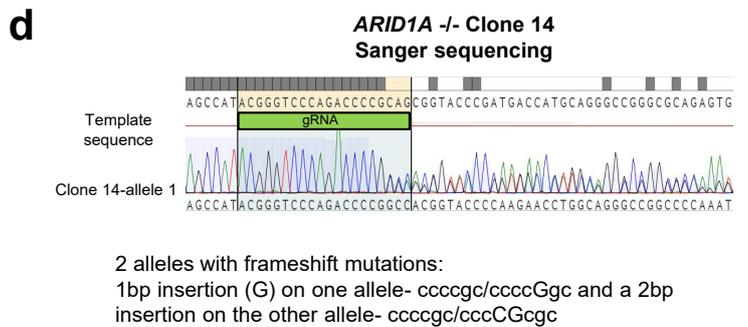 d
ARID1A -/- Clone 14
Sanger sequencing
AGCCATACGGGTCCCAGACCCCGCAGCGGTACCCGATGACCATGCAGGGCCGGGCGCAGAGTG
Template sequence
gRNA
Clone 14-allele 1
AGCCATACGGGTCCCAGACCCCGGCCACGGTACCCCAAGAACCTGGCAGGGCCGGCCCCAAAT
2 alleles with frameshift mutations:
1bp insertion (G) on one allele- ccccgc/ccccGgc and a 2bp
insertion on the other allele- ccccgc/cccCGcgc